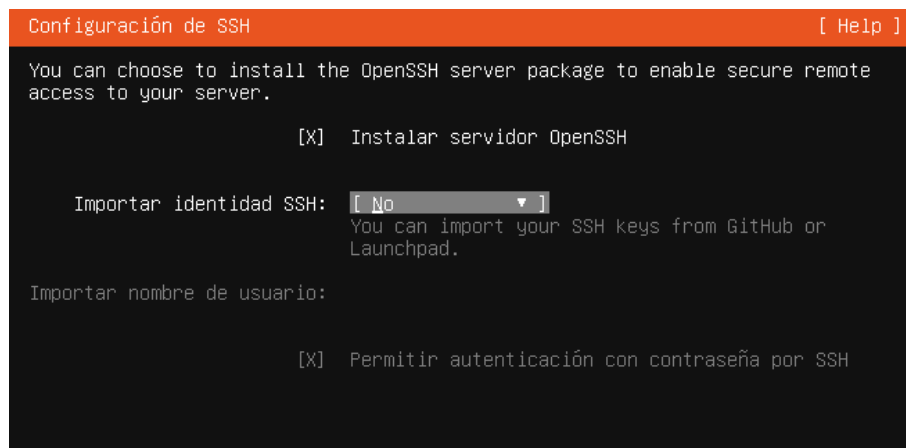 Configuración de SSH [ Help ]
You can choose to install the OpenSSH server package to enable secure remote
access to your server.
[X] Instalar servidor OpenSSH
Importar identidad SSH: [ No ▼ ]
You can import your SSH keys from GitHub or
Launchpad.
Importar nombre de usuario:
[X] Permitir autenticación con contraseña por SSH